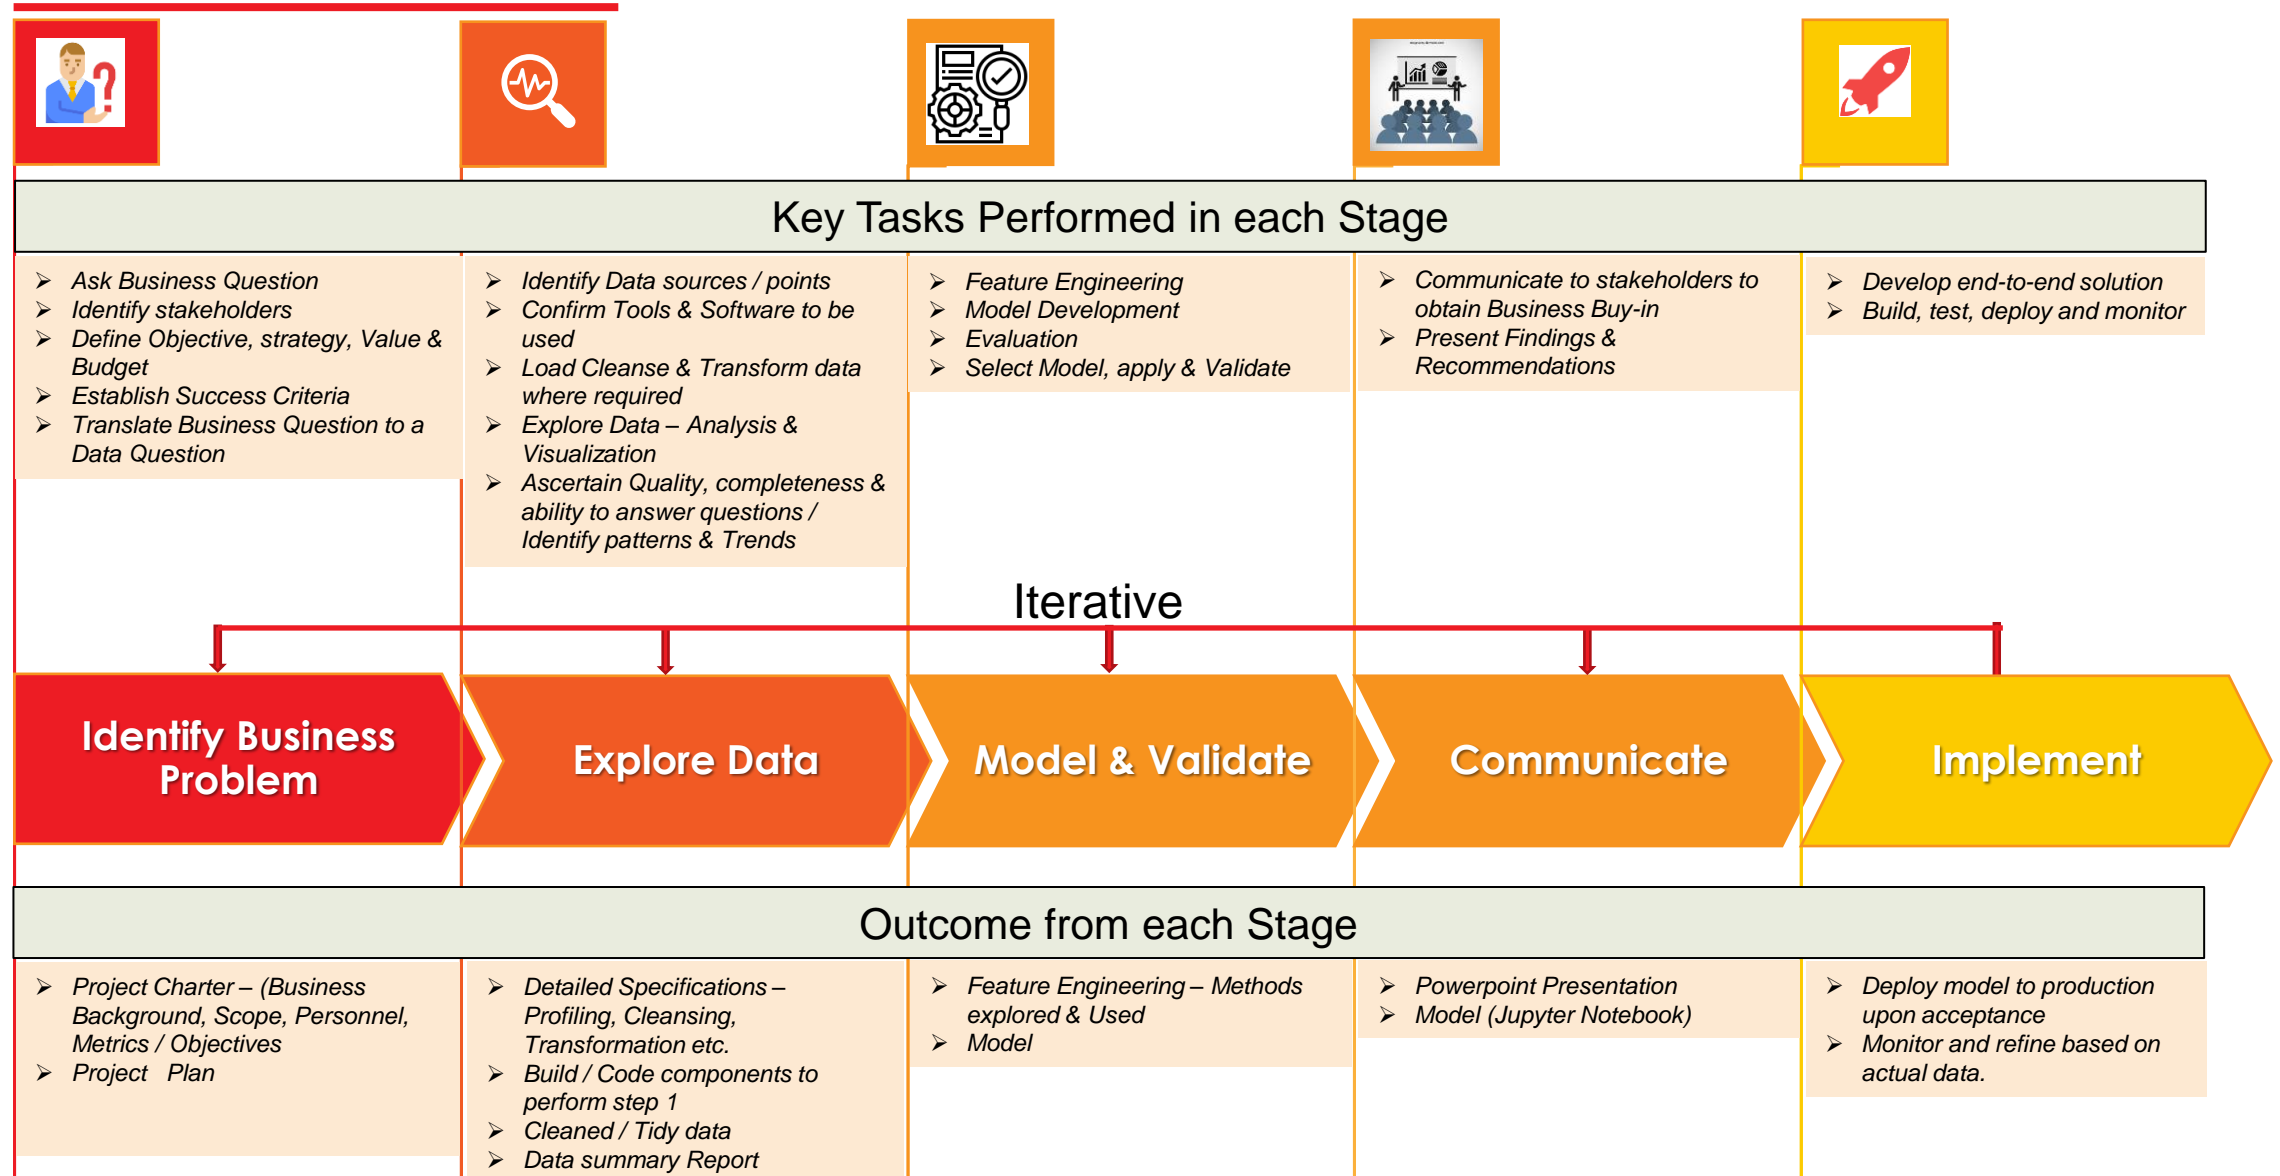 Key Tasks Performed in each Stage
➢ Ask Business Question
➢ Identify stakeholders
➢ Define Objective, strategy, Value &
Budget
➢ Establish Success Criteria
➢ Translate Business Question to a
Data Question
➢ Identify Data sources / points
➢ Confirm Tools & Software to be
used
➢ Load Cleanse & Transform data
where required
➢ Explore Data – Analysis &
Visualization
➢ Ascertain Quality, completeness &
ability to answer questions /
Identify patterns & Trends
➢ Feature Engineering
➢ Model Development
➢ Evaluation
➢ Select Model, apply & Validate
➢ Communicate to stakeholders to
obtain Business Buy-in
➢ Present Findings &
Recommendations
➢ Develop end-to-end solution
➢ Build, test, deploy and monitor
Iterative
Identify Business
Problem
Explore Data
Model & Validate
Communicate
Implement
Outcome from each Stage
➢ Project Charter – (Business
Background, Scope, Personnel,
Metrics / Objectives
➢ Project Plan
➢ Detailed Specifications –
Profiling, Cleansing,
Transformation etc.
➢ Build / Code components to
perform step 1
➢ Cleaned / Tidy data
➢ Data summary Report
➢ Feature Engineering – Methods
explored & Used
➢ Model
➢ Powerpoint Presentation
➢ Model (Jupyter Notebook)
➢ Deploy model to production
upon acceptance
➢ Monitor and refine based on
actual data.